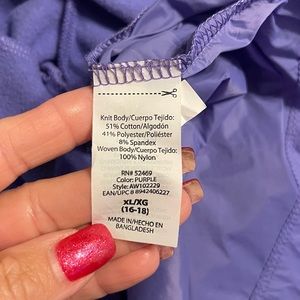 Knit Body/Cuerpo Tejido:
51% Cotton/Algodón
41% Polyester/Poliéster
8% Spandex
Woven Body/Cuerpo Tejido:
100% Nylon
RN# 52469
Color: PURPLE
Style: AW102229
EAN/UPC# 8 8942406227
XL/XG
(16-18)
MADE IN/HECHO EN
BANGLADESH